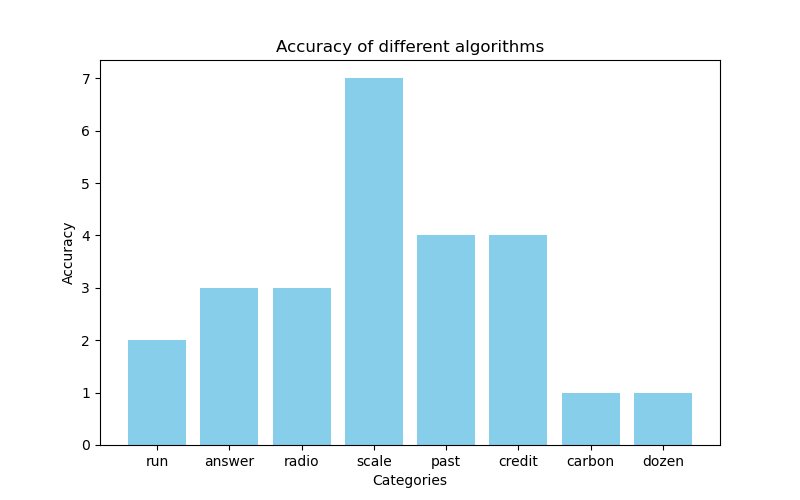 Accuracy of different algorithms
7
6
5
4
3
2
1
0
Accuracy
run answer radio scale past credit carbon dozen
Categories